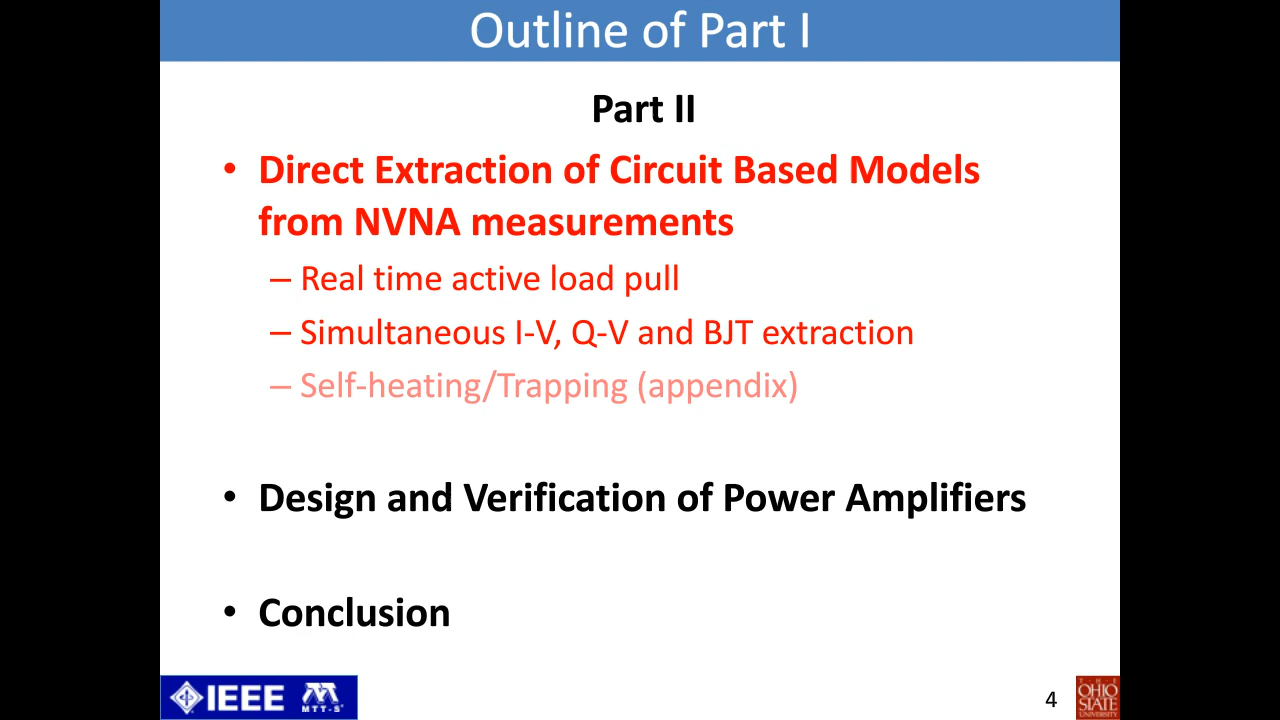 Outline of Part I
Part II
• Direct Extraction of Circuit Based Models
from NVNA measurements
– Real time active load pull
– Simultaneous I-V, Q-V and BJT extraction
– Self-heating/Trapping (appendix)
• Design and Verification of Power Amplifiers
• Conclusion
IEEE MTT-S
4
THE
OHIO
STATE
UNIVERSITY